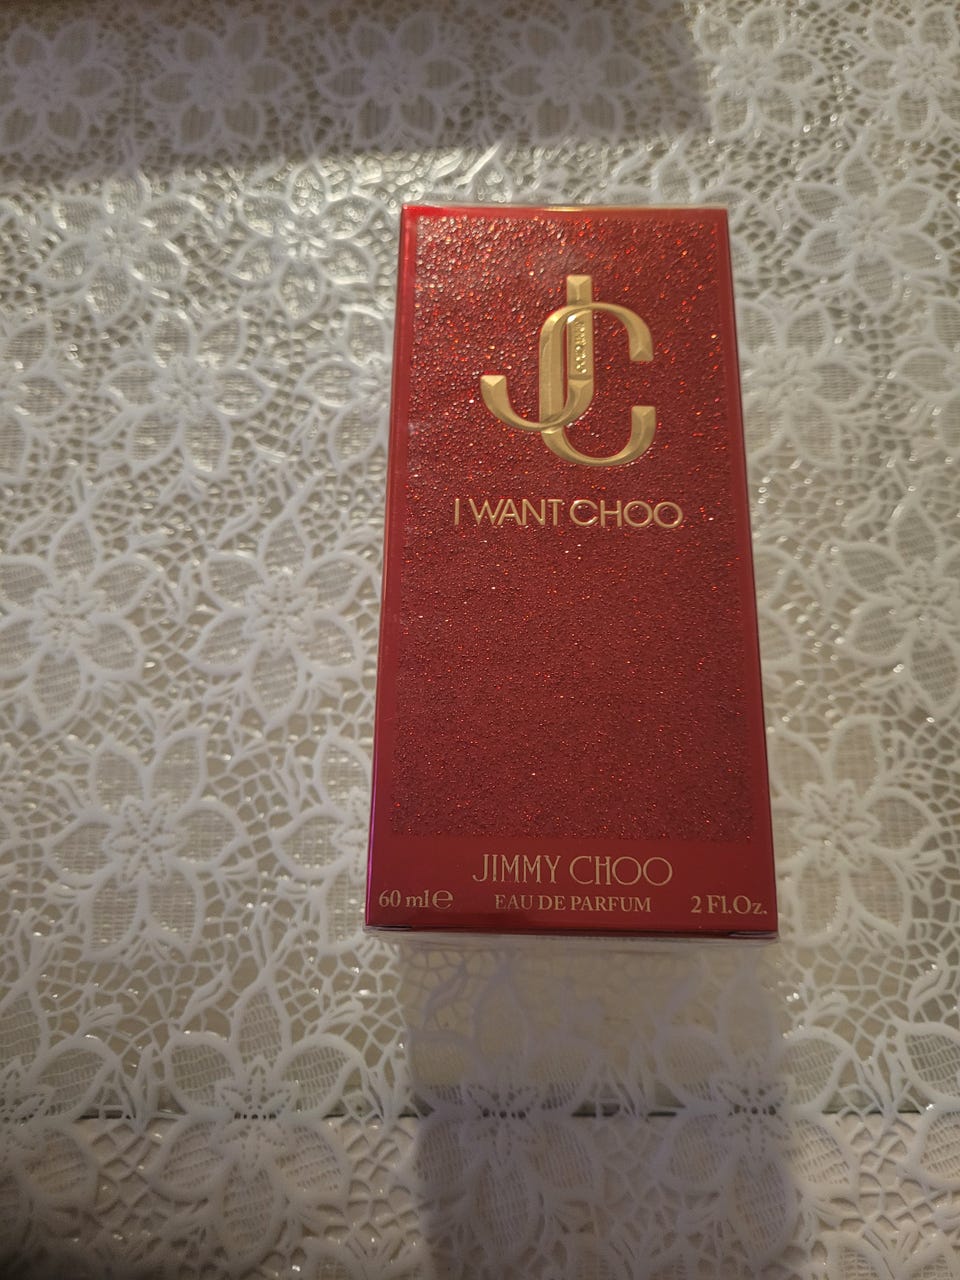 JC
I WANT CHOO
JIMMY CHOO
60 ml℮ EAU DE PARFUM 2 Fl.Oz.